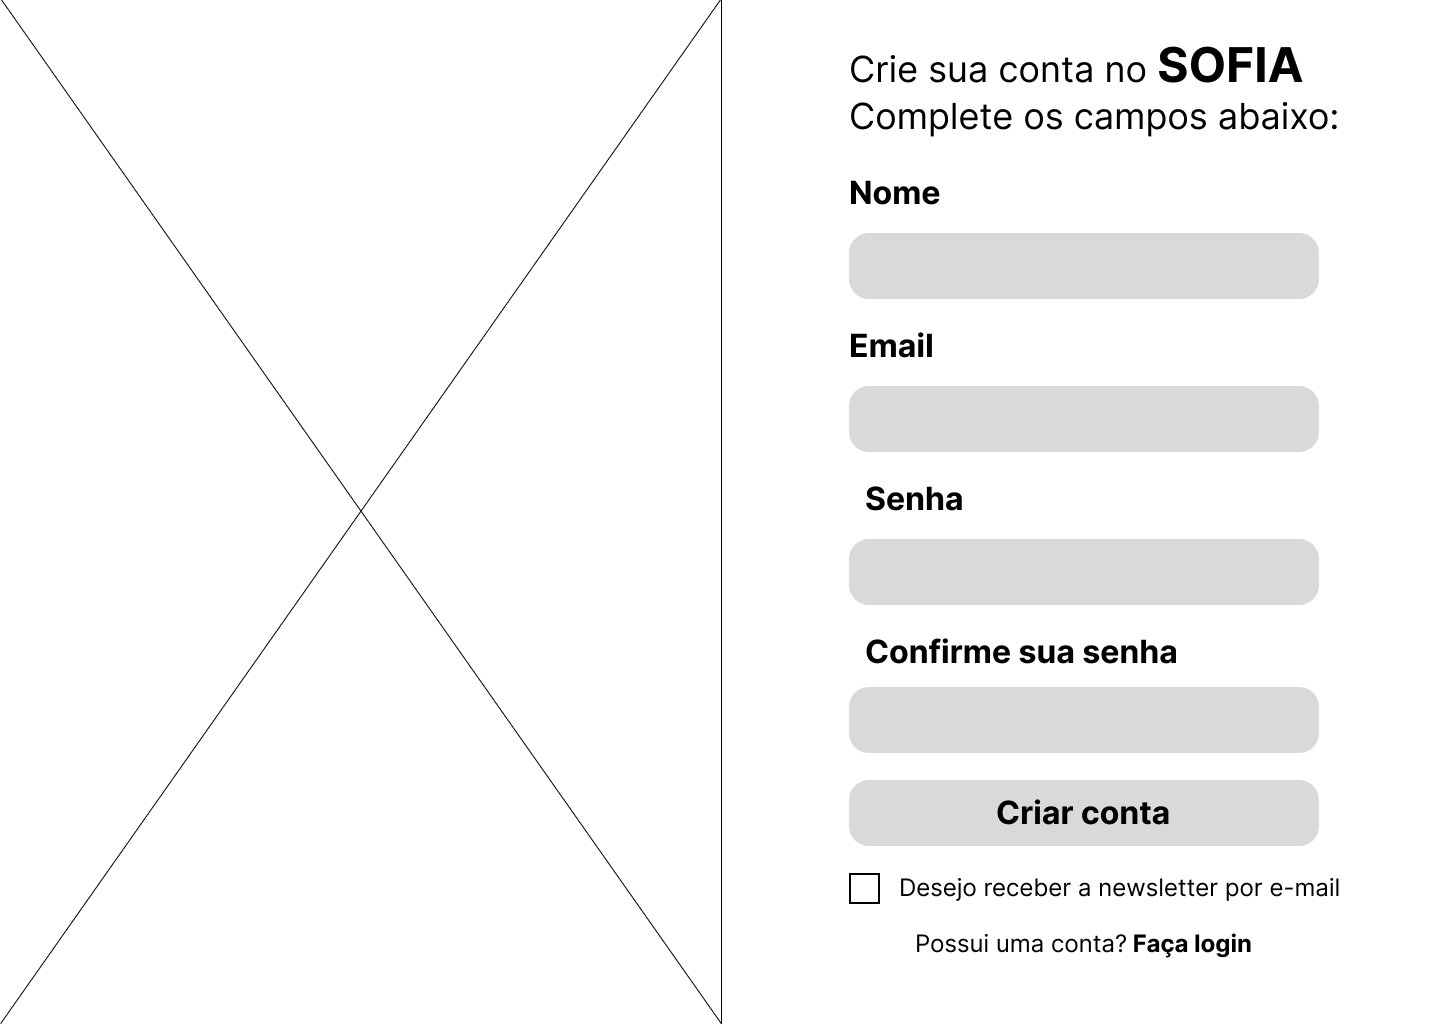 Crie sua conta no SOFIA
Complete os campos abaixo:
Nome
Email
Senha
Confirme sua senha
Criar conta
Desejo receber a newsletter por e-mail
Possui uma conta? Faça login